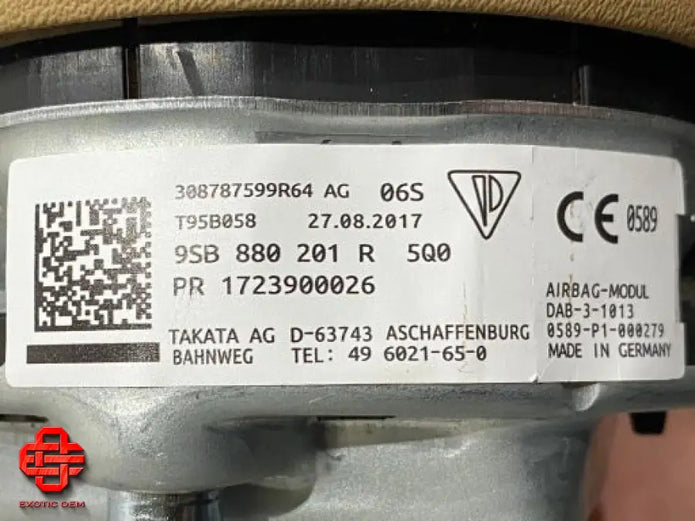 308787599R64 AG 06S
T95B058 27.08.2017
9SB 880 201 R 5Q0
PR 1723900026
TAKATA AG D-63743 ASCHAFFENBURG
BAHNWEG TEL: 49 6021-65-0
CE 0589
AIRBAG-MODUL
DAB-3-1013
0589-P1-000279
MADE IN GERMANY
EXOTIC OEM